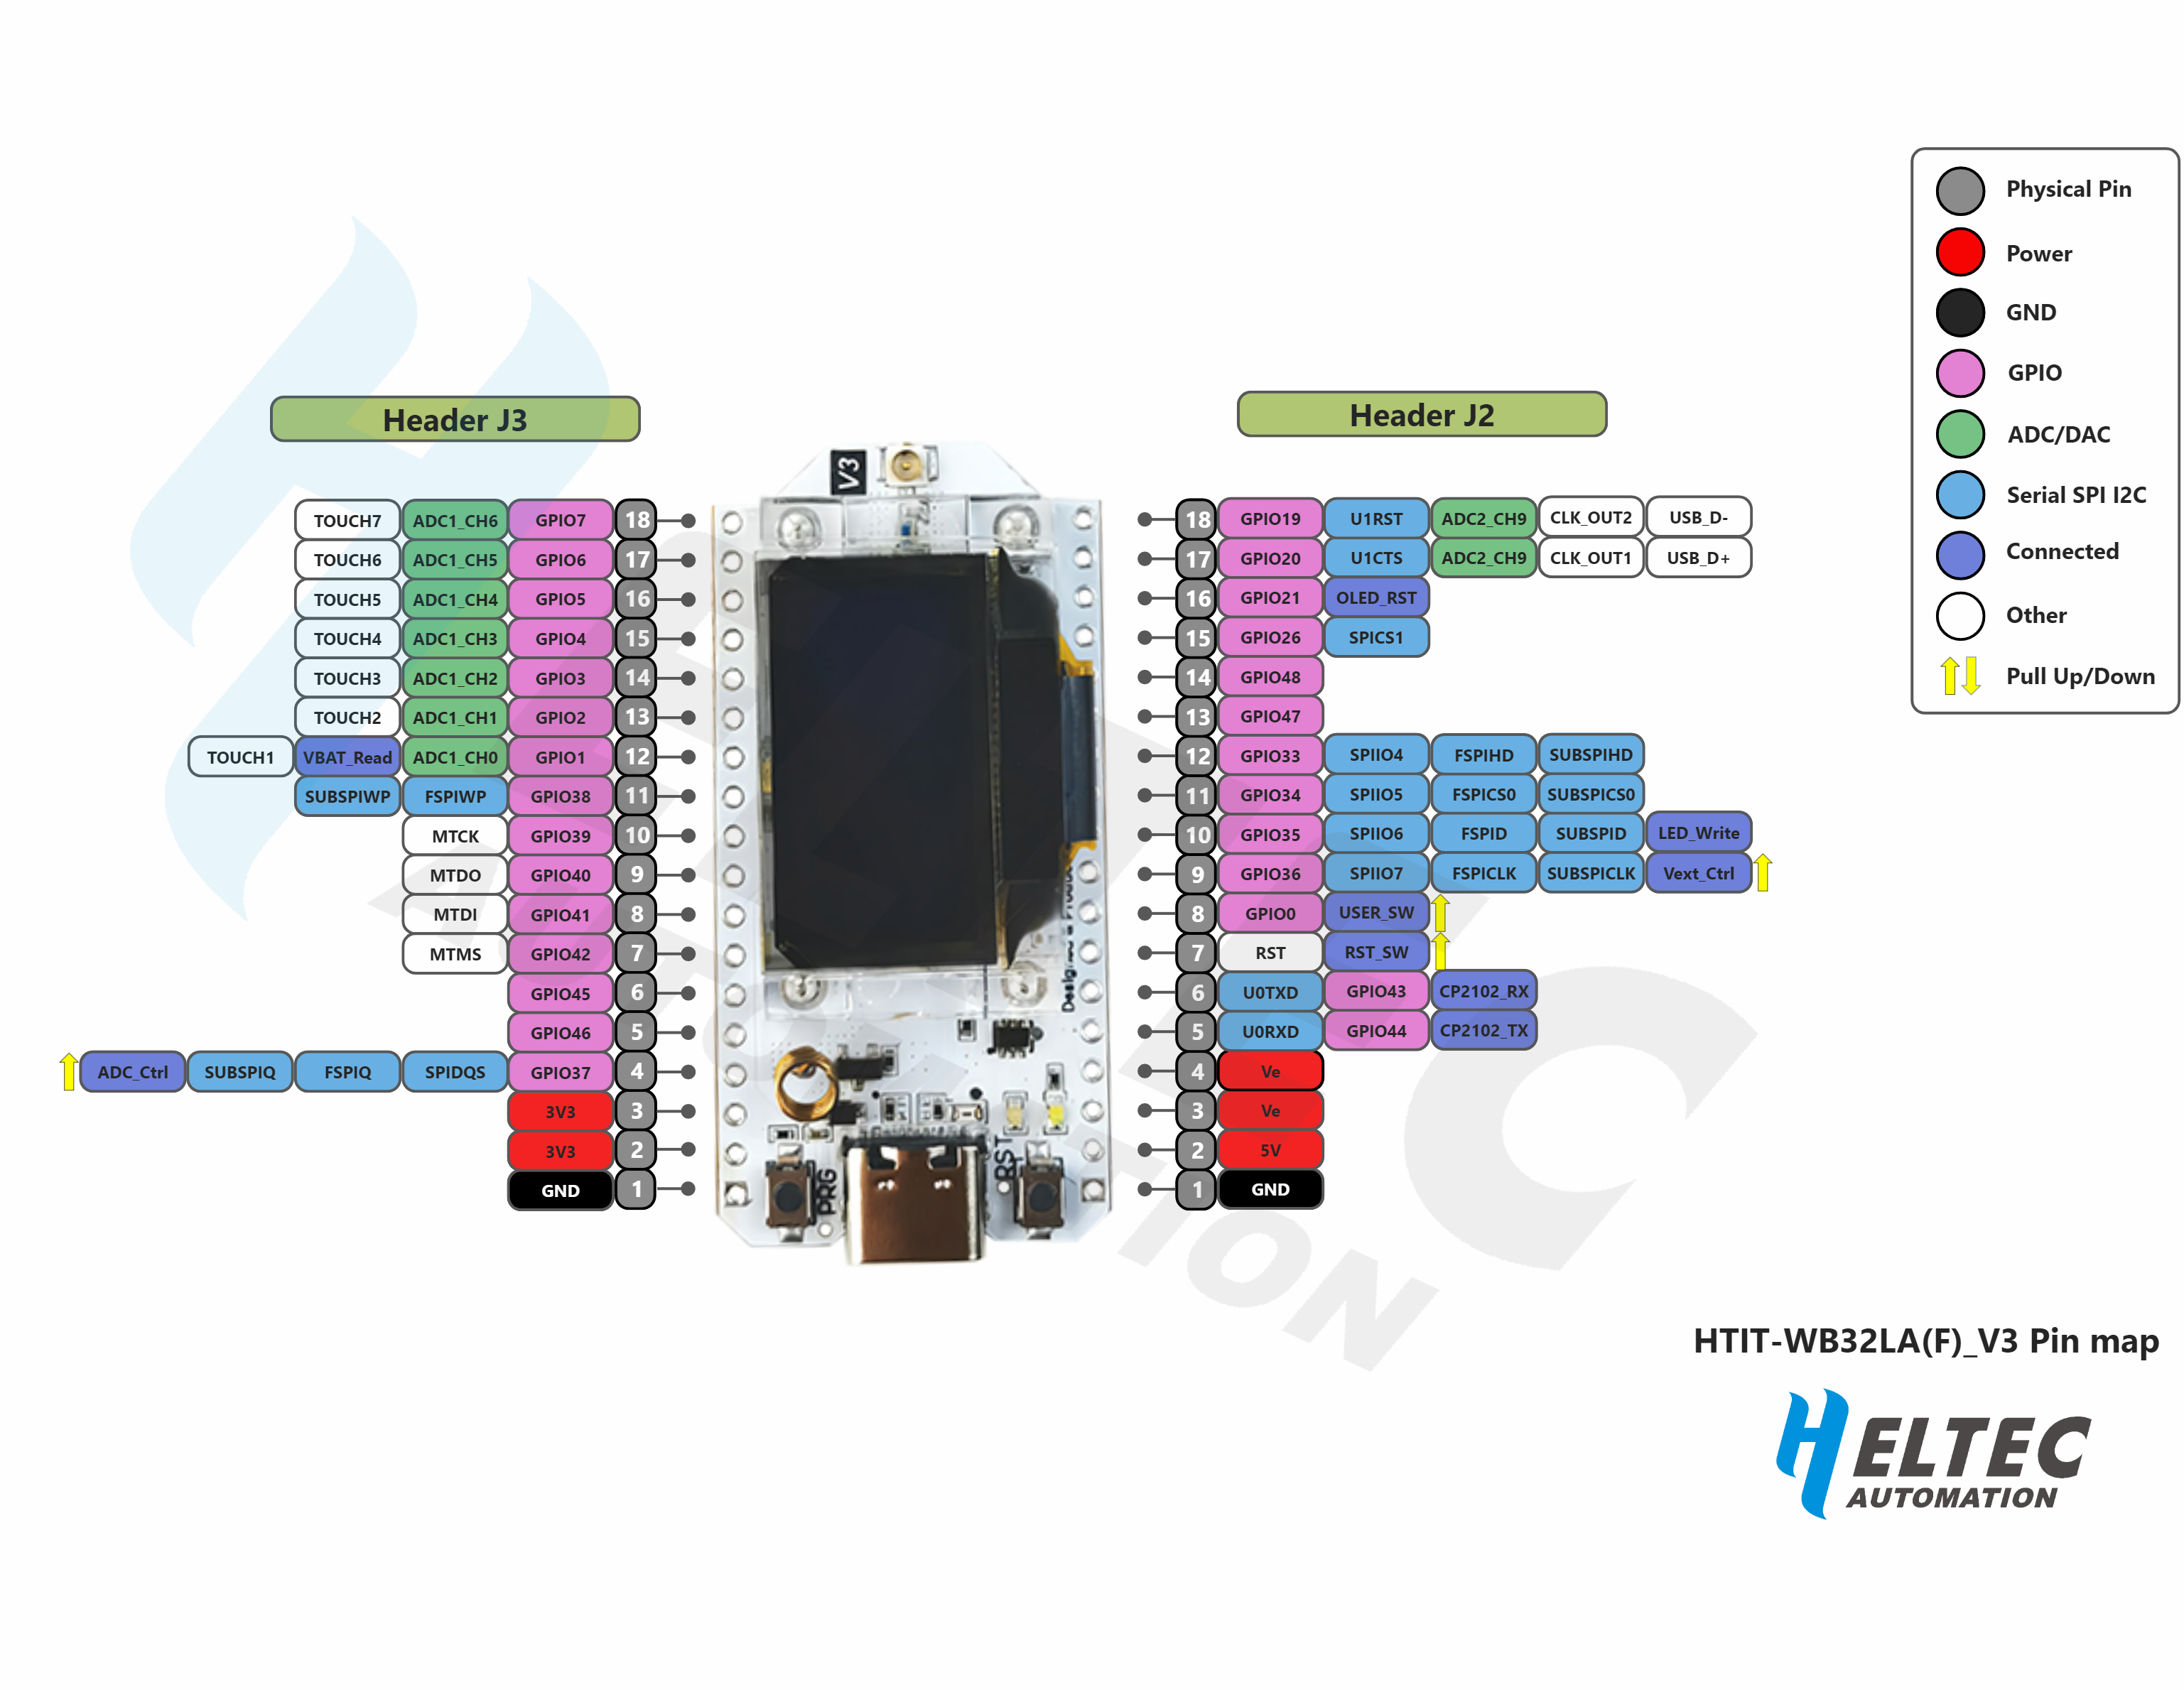 Physical Pin
Power
GND
GPIO
ADC/DAC
Serial SPI I2C
Connected
Other
Pull Up/Down
Header J3
TOUCH7 ADC1_CH6 GPIO7 18
TOUCH6 ADC1_CH5 GPIO6 17
TOUCH5 ADC1_CH4 GPIO5 16
TOUCH4 ADC1_CH3 GPIO4 15
TOUCH3 ADC1_CH2 GPIO3 14
TOUCH2 ADC1_CH1 GPIO2 13
TOUCH1 VBAT_Read ADC1_CH0 GPIO1 12
SUBSPIWP FSPIWP GPIO38 11
MTCK GPIO39 10
MTDO GPIO40 9
MTDI GPIO41 8
MTMS GPIO42 7
GPIO45 6
GPIO46 5
ADC_Ctrl SUBSPIQ FSPIQ SPIDQS GPIO37 4
3V3 3
3V3 2
GND 1
V3
PRG
RST
Header J2
18 GPIO19 U1RST ADC2_CH9 CLK_OUT2 USB_D-
17 GPIO20 U1CTS ADC2_CH9 CLK_OUT1 USB_D+
16 GPIO21 OLED_RST
15 GPIO26 SPICS1
14 GPIO48
13 GPIO47
12 GPIO33 SPIIO4 FSPIHD SUBSPIHD
11 GPIO34 SPIIO5 FSPICS0 SUBSPICS0
10 GPIO35 SPIIO6 FSPID SUBSPID LED_Write
9 GPIO36 SPIIO7 FSPICLK SUBSPICLK Vext_Ctrl
8 GPIO0 USER_SW
7 RST RST_SW
6 U0TXD GPIO43 CP2102_RX
5 U0RXD GPIO44 CP2102_TX
4 Ve
3 Ve
2 5V
1 GND
HTIT-WB32LA(F)_V3 Pin map
HELTEC
AUTOMATION
HELTEC
AUTOMATION